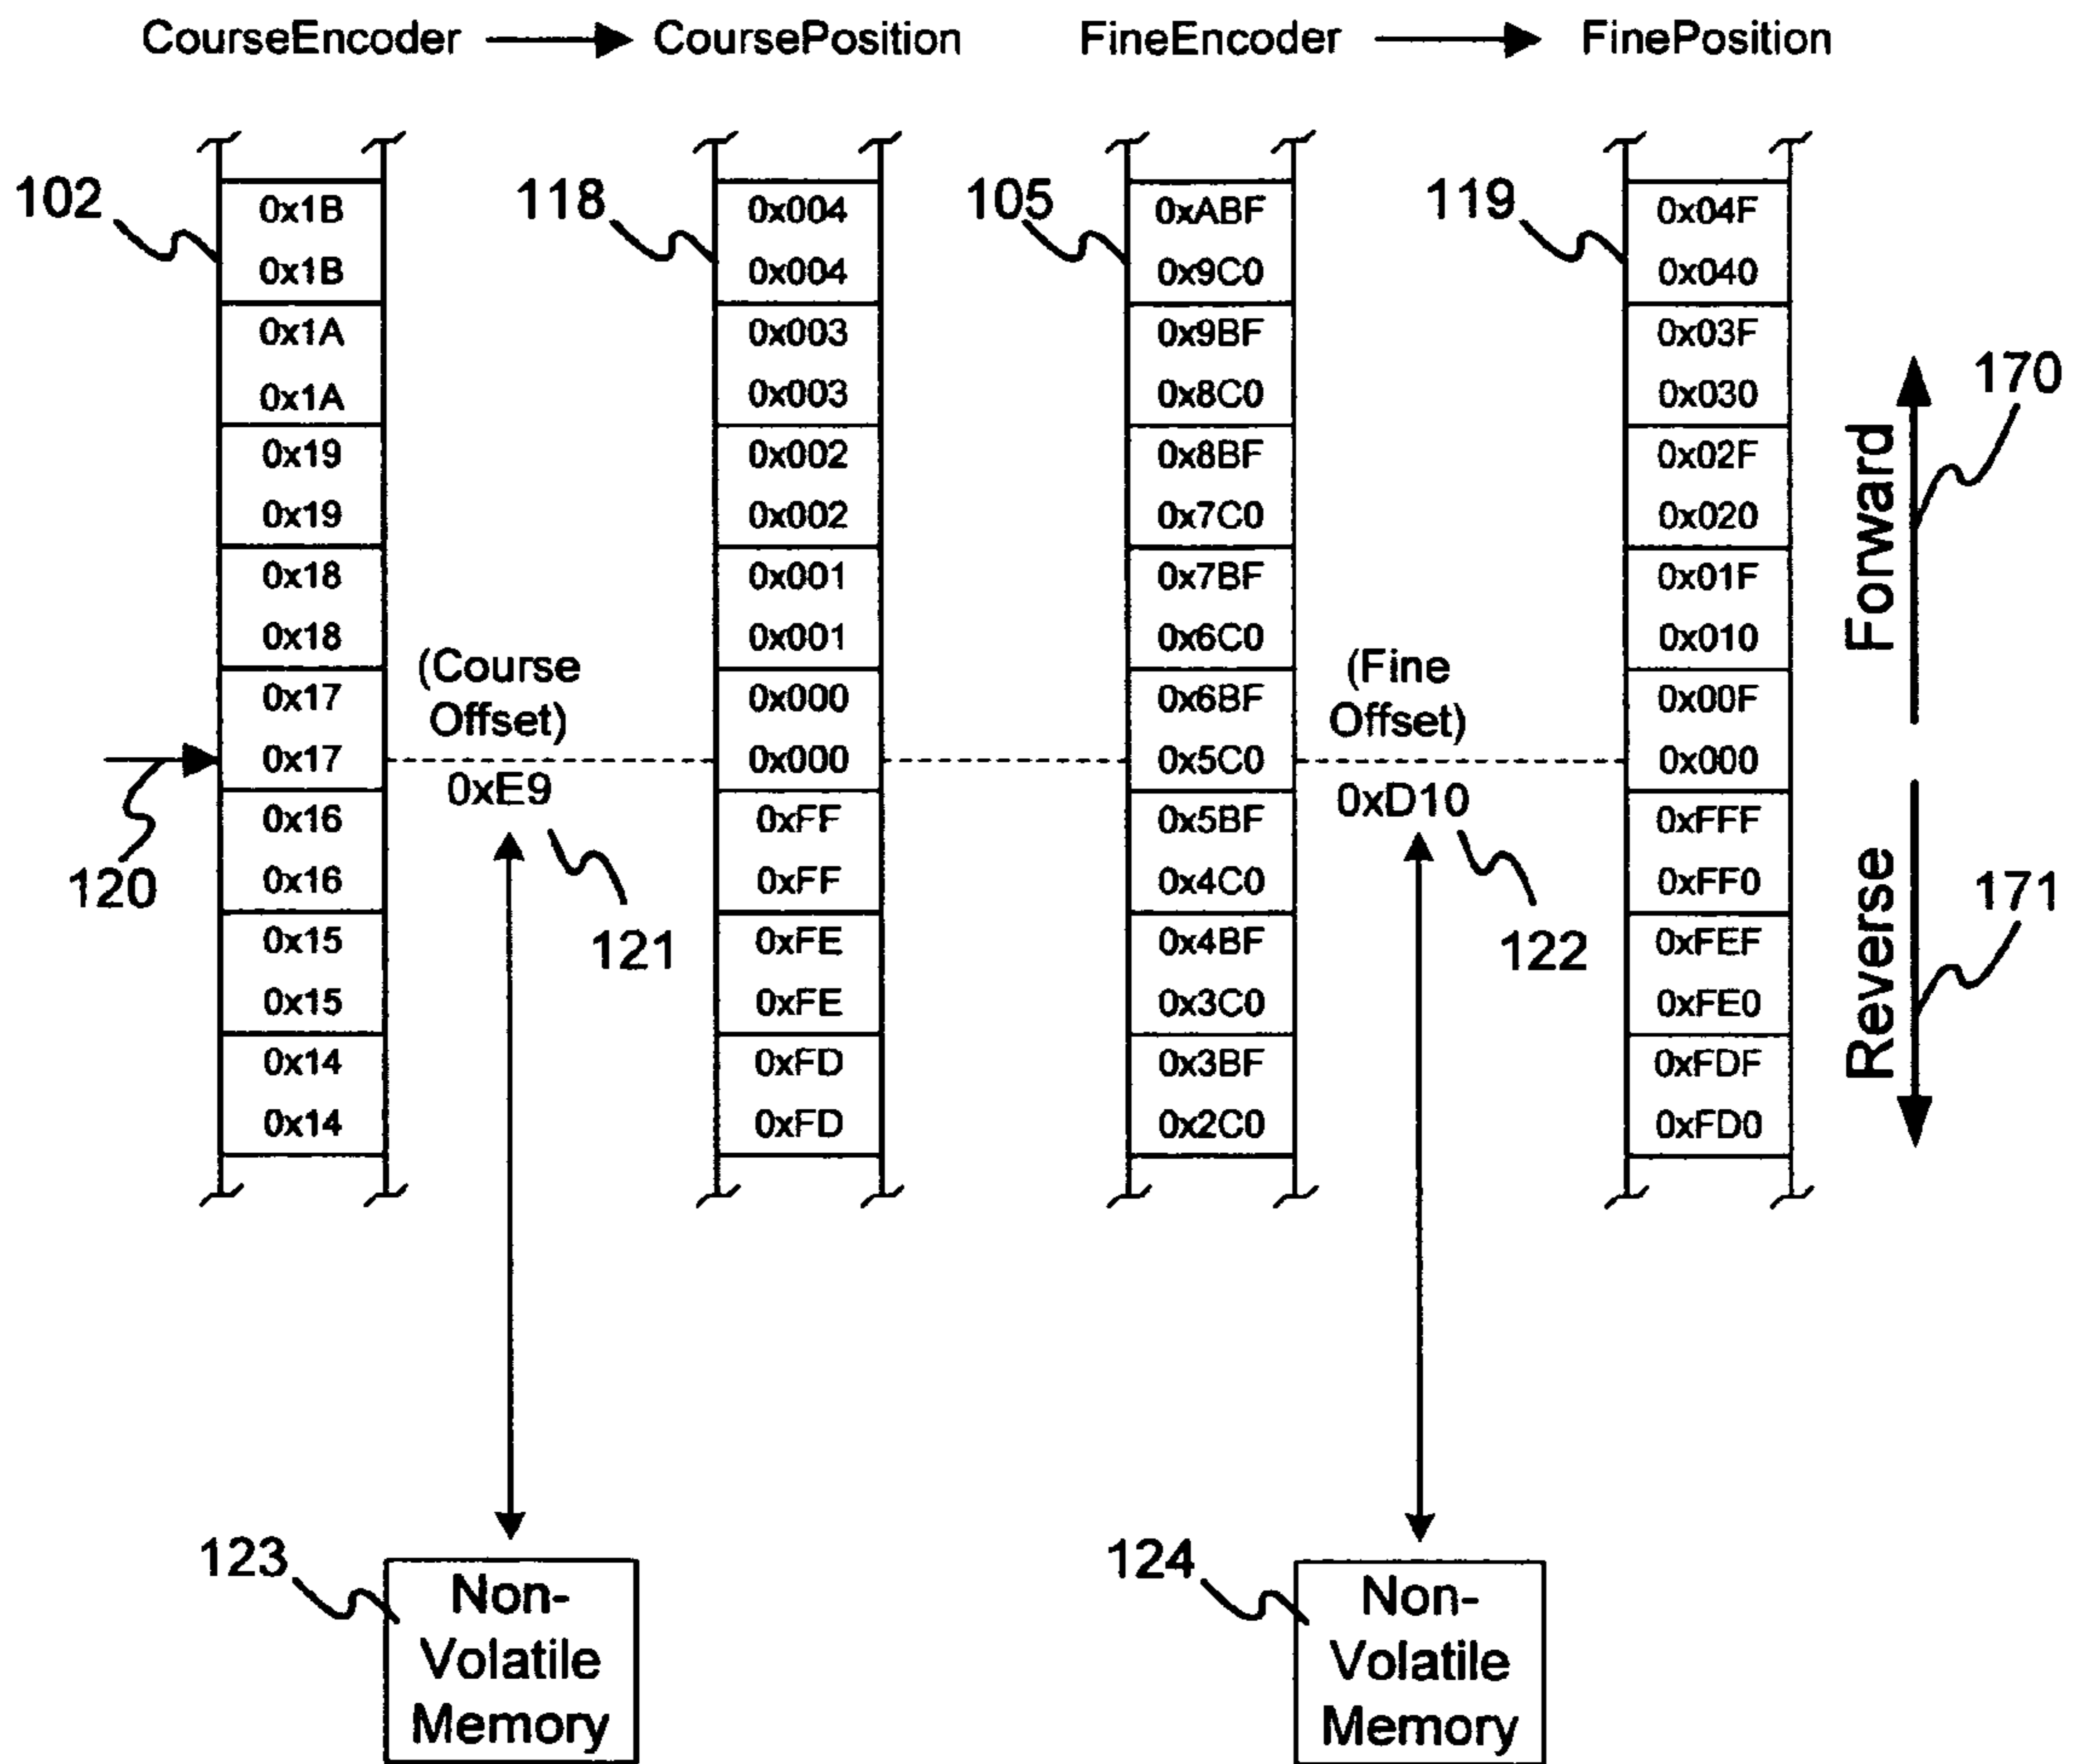 CourseEncoder CoursePosition FineEncoder FinePosition
102 118 105 119
0x1B 0x004 0xABF 0x04F
0x1B 0x004 0x9C0 0x040
0x1A 0x003 0x9BF 0x03F
0x1A 0x003 0x8C0 0x030
170
0x19 0x002 0x8BF 0x02F
0x19 0x002 0x7C0 0x020
Forward
0x18 0x001 0x7BF 0x01F
0x18 0x001 0x6C0 0x010
(Course
Offset)
(Fine
Offset)
0x17 0x000 0x6BF 0x00F
0x17 0x000 0x5C0 0x000
0xE9 0xD10
120
0x16 0xFF 0x5BF 0xFFF
0x16 0xFF 0x4C0 0xFF0
121 122 171
Reverse
0x15 0xFE 0x4BF 0xFEF
0x15 0xFE 0x3C0 0xFE0
0x14 0xFD 0x3BF 0xFDF
0x14 0xFD 0x2C0 0xFD0
123 124
Non-
Volatile
Memory
Non-
Volatile
Memory